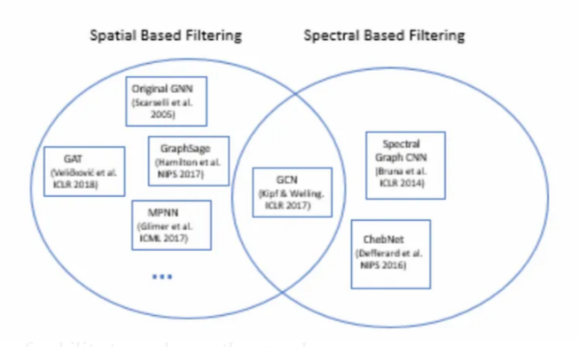 Spatial Based Filtering
Spectral Based Filtering
Original GNN
(Scarselli et al.
2005)
GraphSage
(Hamilton et al.
NIPS 2017)
GAT
(Veličković et al.
ICLR 2018)
MPNN
(Glimer et al.
ICML 2017)
...
GCN
(Kipf & Welling.
ICLR 2017)
Spectral
Graph CNN
(Bruna et al.
ICLR 2014)
ChebNet
(Defferard et al.
NIPS 2016)